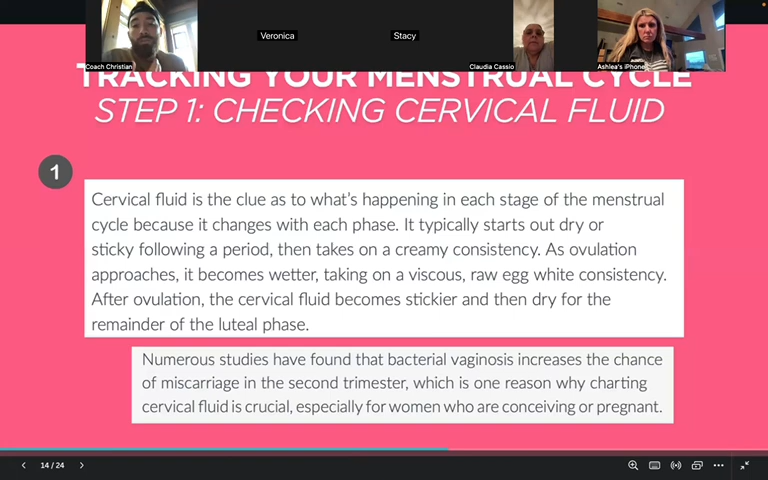 Veronica
Stacy
Coach Christian
Claudia Cassio
Ashlea's iPhone
TRACKING YOUR MENSTRUAL CYCLE
STEP 1: CHECKING CERVICAL FLUID
1
Cervical fluid is the clue as to what's happening in each stage of the menstrual
cycle because it changes with each phase. It typically starts out dry or
sticky following a period, then takes on a creamy consistency. As ovulation
approaches, it becomes wetter, taking on a viscous, raw egg white consistency.
After ovulation, the cervical fluid becomes stickier and then dry for the
remainder of the luteal phase.
Numerous studies have found that bacterial vaginosis increases the chance
of miscarriage in the second trimester, which is one reason why charting
cervical fluid is crucial, especially for women who are conceiving or pregnant.
14 / 24